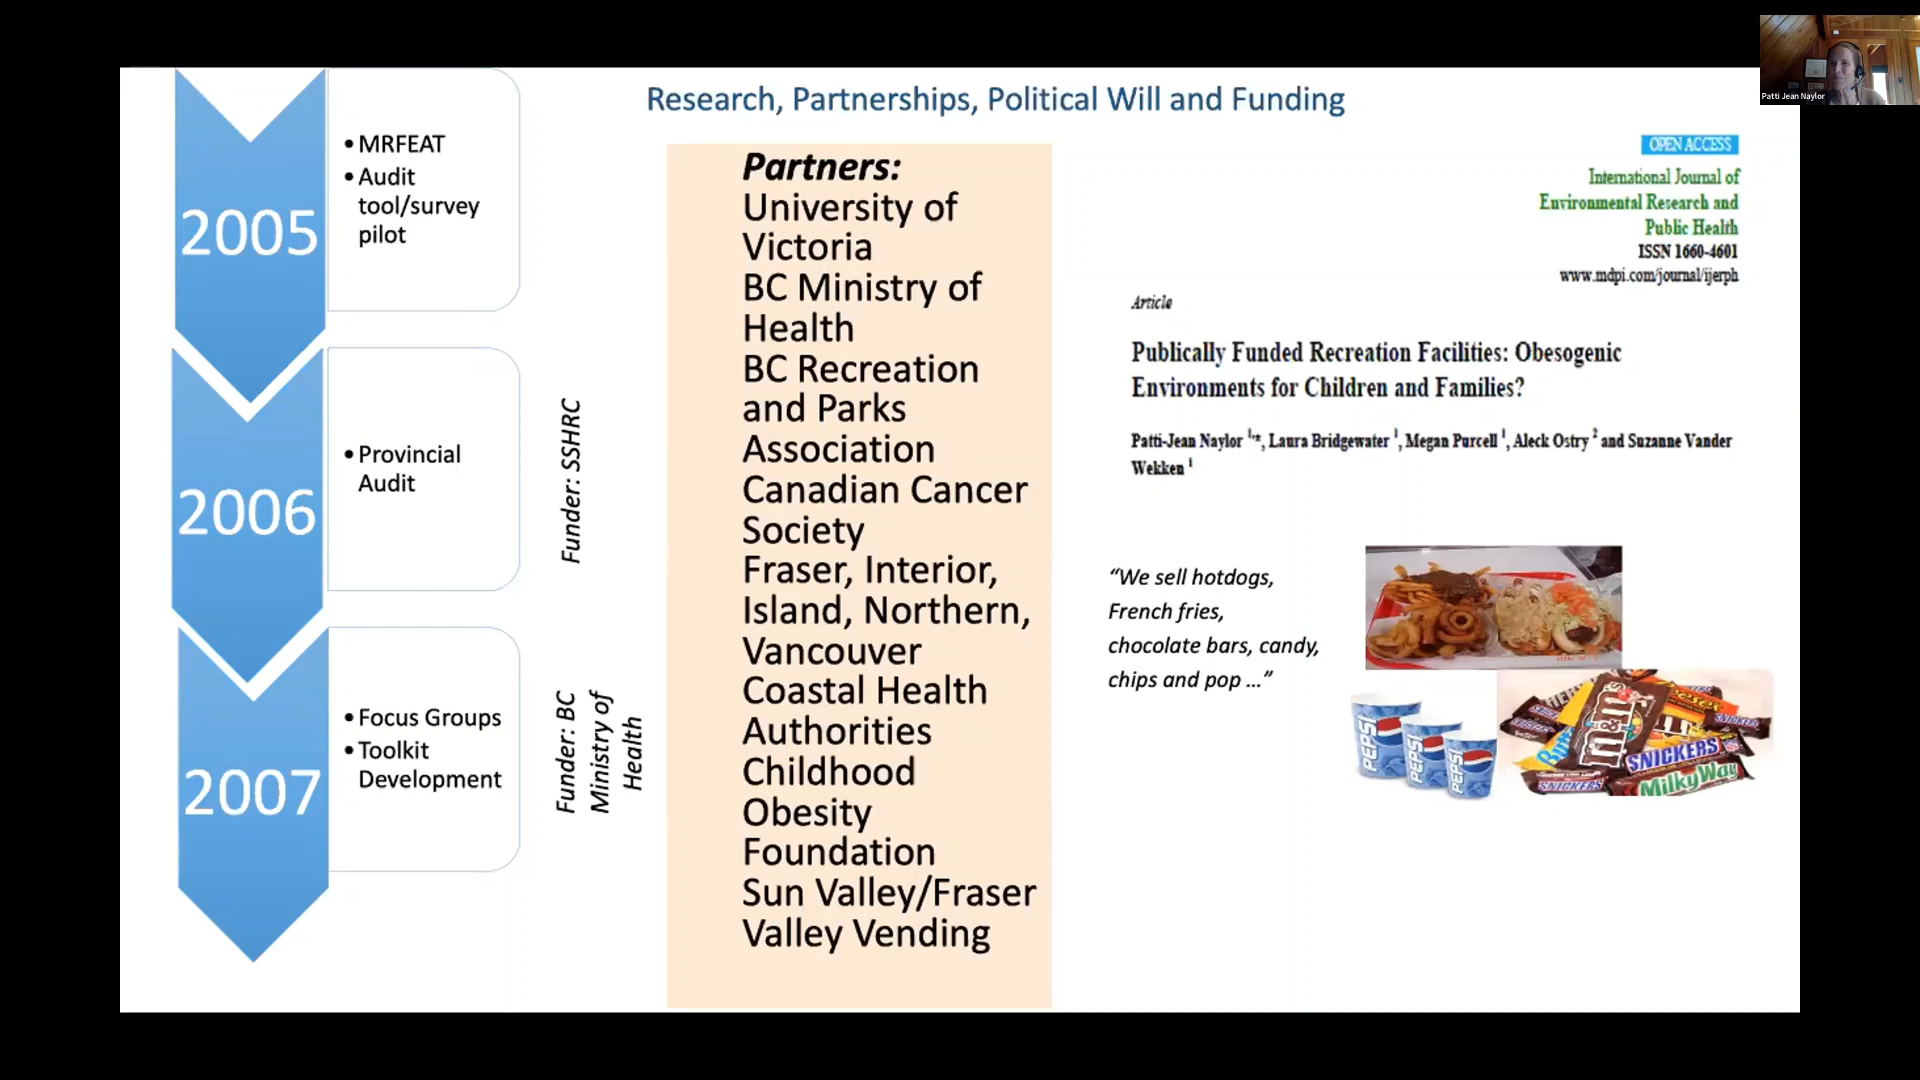 Research, Partnerships, Political Will and Funding
Patti Jean Naylor
2005
• MRFEAT
• Audit
tool/survey
pilot
2006
• Provincial
Audit
Funder: SSHRC
2007
• Focus Groups
• Toolkit
Development
Funder: BC
Ministry of
Health
Partners:
University of
Victoria
BC Ministry of
Health
BC Recreation
and Parks
Association
Canadian Cancer
Society
Fraser, Interior,
Island, Northern,
Vancouver
Coastal Health
Authorities
Childhood
Obesity
Foundation
Sun Valley/Fraser
Valley Vending
OPEN ACCESS
International Journal of
Environmental Research and
Public Health
ISSN 1660-4601
www.mdpi.com/journal/ijerph
Article
Publically Funded Recreation Facilities: Obesogenic
Environments for Children and Families?
Patti-Jean Naylor 1,*, Laura Bridgewater 1, Megan Purcell 1, Aleck Ostry 2 and Suzanne Vander
Wekken 1
“We sell hotdogs,
French fries,
chocolate bars, candy,
chips and pop ...”
PEPSI
PEPSI
PEPSI
m&m's
SNICKERS
SNICKERS
SNICKERS
MilkyWay